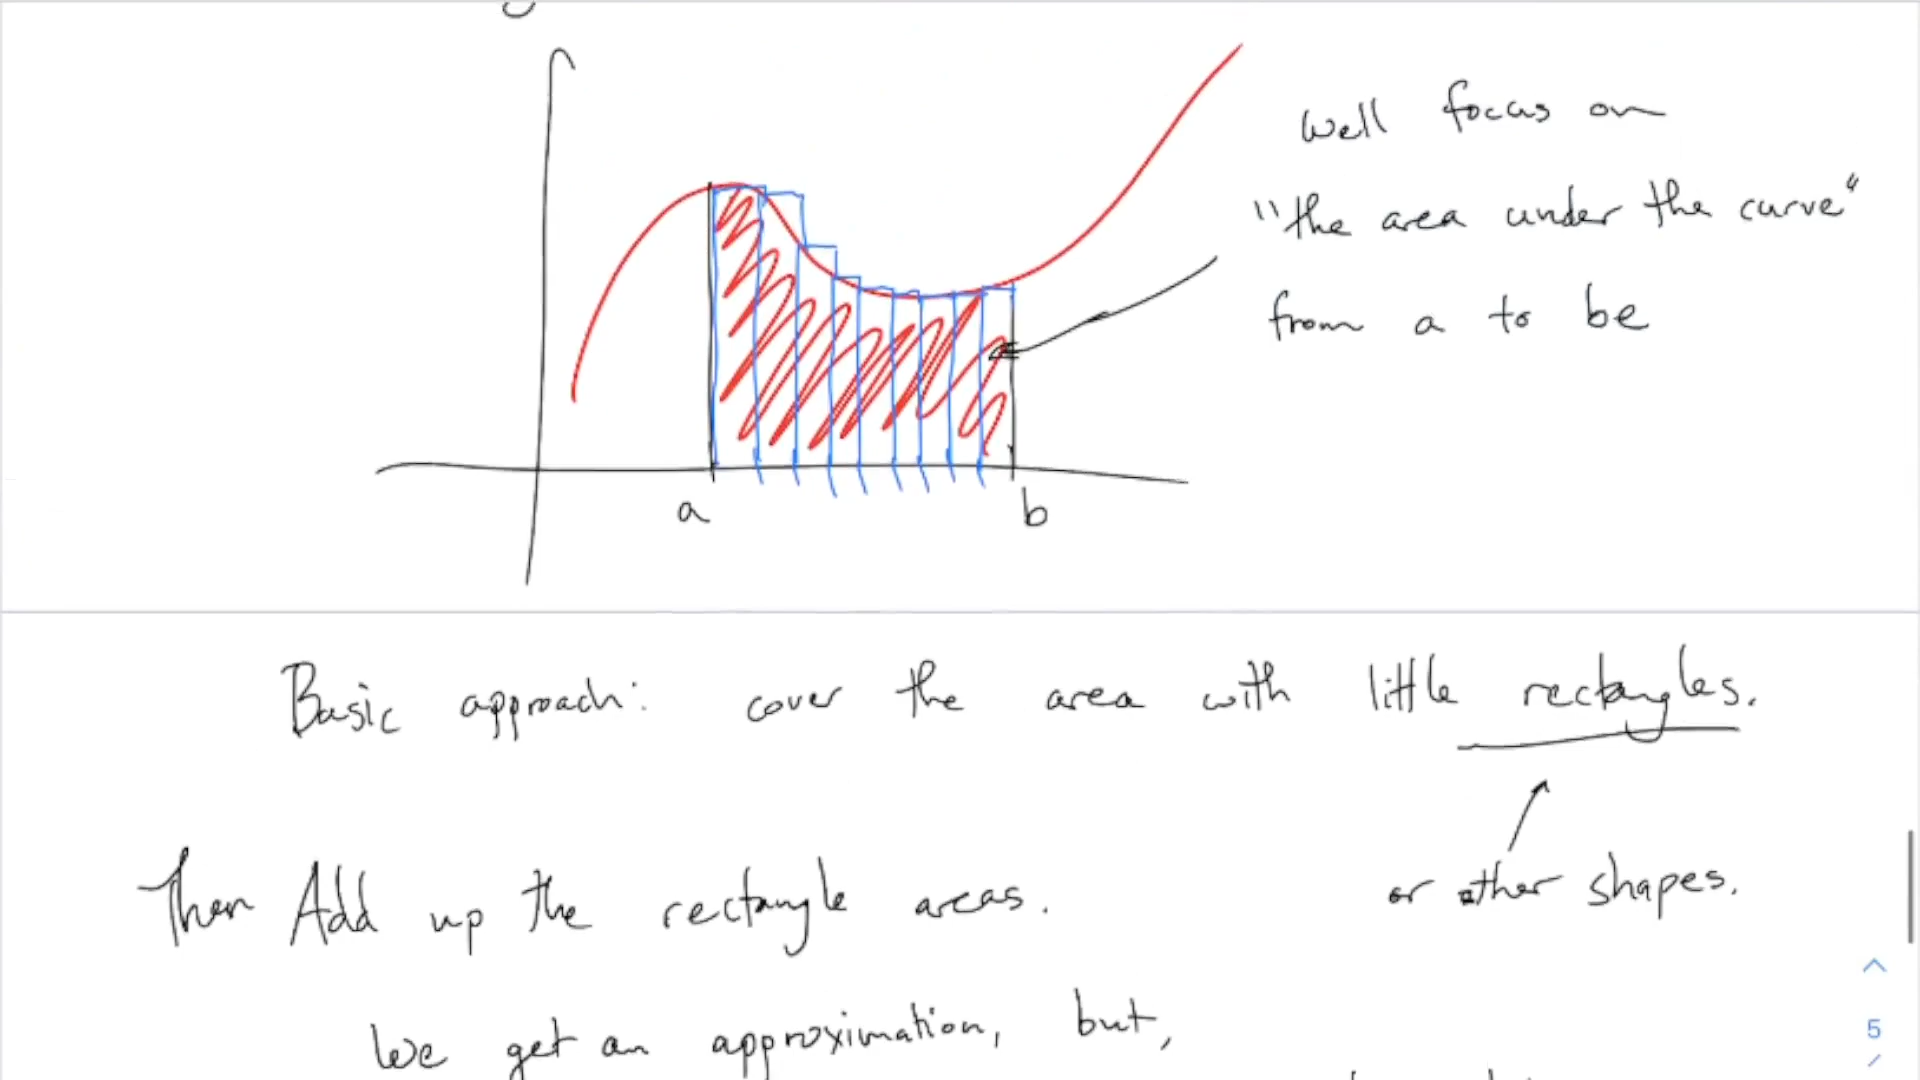 Well focus on
"the area under the curve"
from a to be
a
b
Basic approach: cover the area with little rectangles.
Then Add up the rectangle areas.
or other shapes.
We get an approximation, but,
5